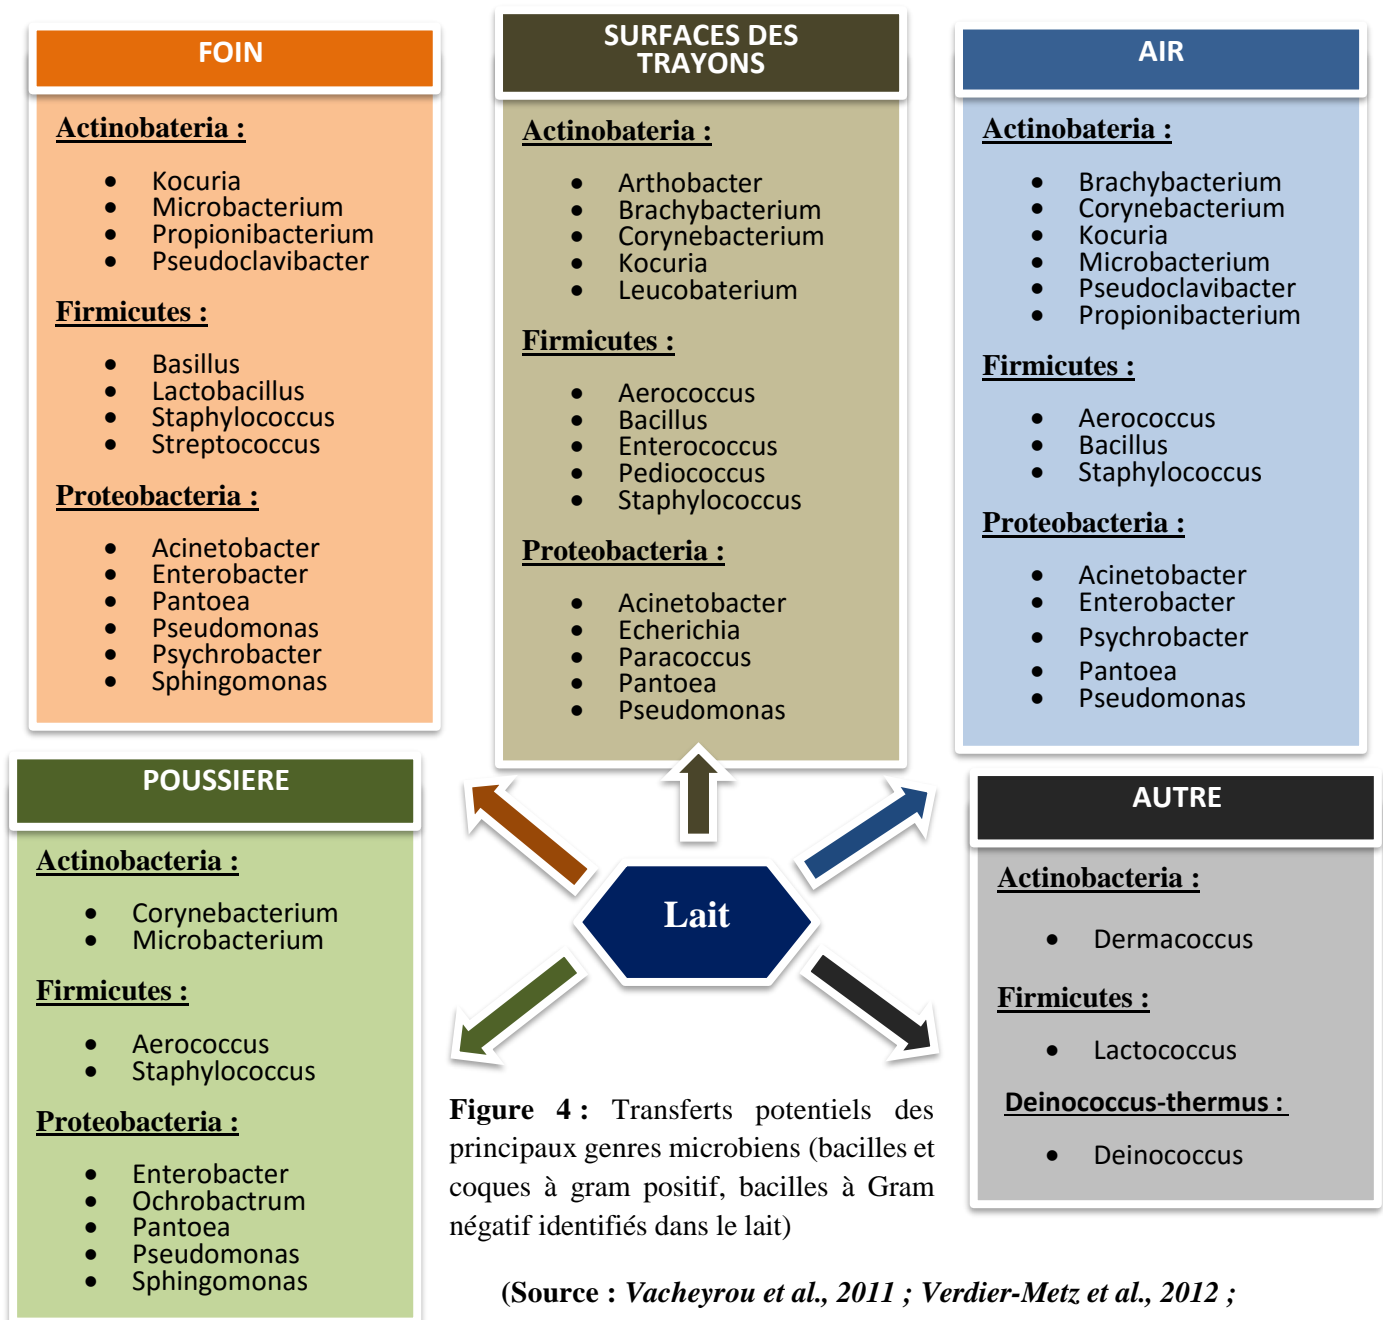 FOIN
Actinobateria :
• Kocuria
• Microbacterium
• Propionibacterium
• Pseudoclavibacter
Firmicutes :
• Basillus
• Lactobacillus
• Staphylococcus
• Streptococcus
Proteobacteria :
• Acinetobacter
• Enterobacter
• Pantoea
• Pseudomonas
• Psychrobacter
• Sphingomonas
SURFACES DES
TRAYONS
Actinobateria :
• Arthobacter
• Brachybacterium
• Corynebacterium
• Kocuria
• Leucobaterium
Firmicutes :
• Aerococcus
• Bacillus
• Enterococcus
• Pediococcus
• Staphylococcus
Proteobacteria :
• Acinetobacter
• Echerichia
• Paracoccus
• Pantoea
• Pseudomonas
AIR
Actinobateria :
• Brachybacterium
• Corynebacterium
• Kocuria
• Microbacterium
• Pseudoclavibacter
• Propionibacterium
Firmicutes :
• Aerococcus
• Bacillus
• Staphylococcus
Proteobacteria :
• Acinetobacter
• Enterobacter
• Psychrobacter
• Pantoea
• Pseudomonas
POUSSIERE
Actinobacteria :
• Corynebacterium
• Microbacterium
Firmicutes :
• Aerococcus
• Staphylococcus
Proteobacteria :
• Enterobacter
• Ochrobactrum
• Pantoea
• Pseudomonas
• Sphingomonas
Lait
AUTRE
Actinobacteria :
• Dermacoccus
Firmicutes :
• Lactococcus
Deinococcus-thermus :
• Deinococcus
Figure 4 : Transferts potentiels des
principaux genres microbiens (bacilles et
coques à gram positif, bacilles à Gram
négatif identifiés dans le lait)
(Source : Vacheyrou et al., 2011 ; Verdier-Metz et al., 2012 ;